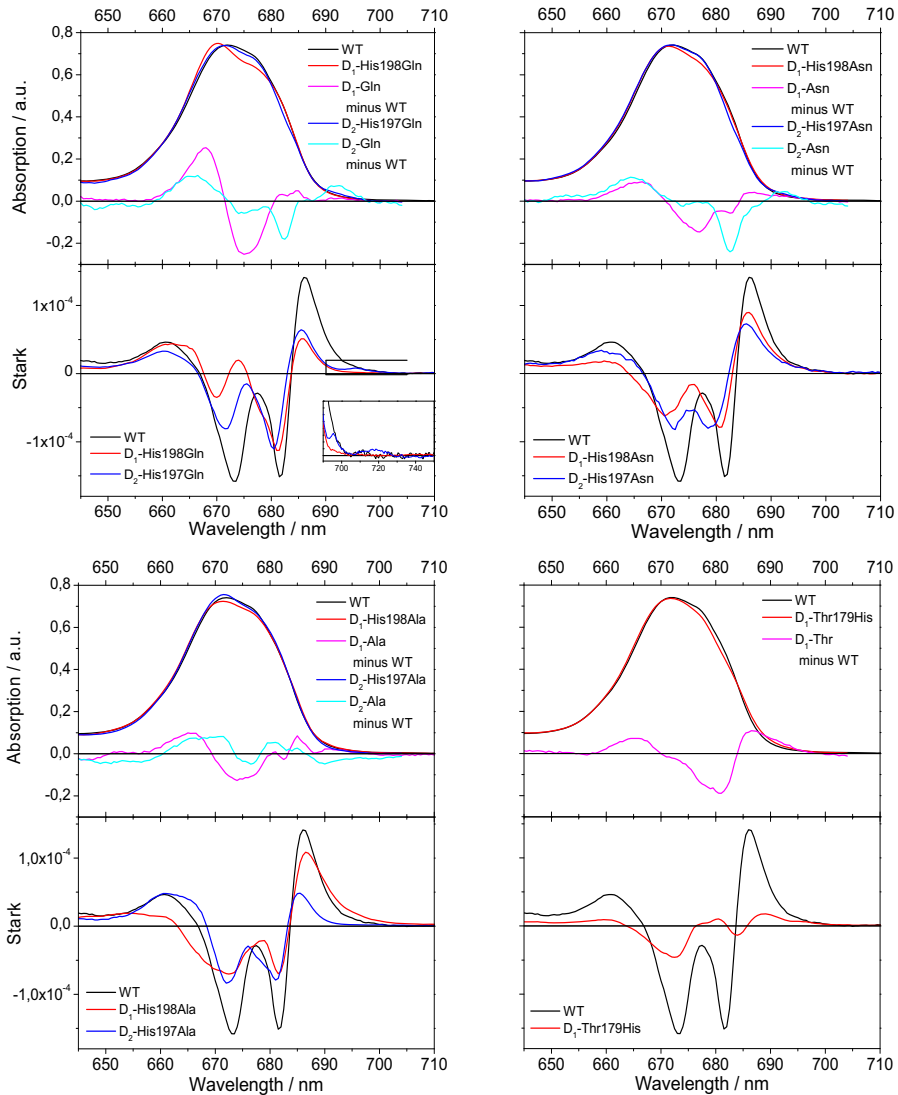 650 660 670 680 690 700 710
0,8
0,6
0,4
0,2
0,0
-0,2
Absorption / a.u.
WT
D1-His198Gln
D1-Gln
minus WT
D2-His197Gln
D2-Gln
minus WT
1x10-4
0
-1x10-4
Stark
WT
D1-His198Gln
D2-His197Gln
700 720 740
650 660 670 680 690 700 710
Wavelength / nm
650 660 670 680 690 700 710
WT
D1-His198Asn
D1-Asn
minus WT
D2-His197Asn
D2-Asn
minus WT
WT
D1-His198Asn
D2-His197Asn
650 660 670 680 690 700 710
Wavelength / nm
650 660 670 680 690 700 710
0,8
0,6
0,4
0,2
0,0
-0,2
Absorption / a.u.
WT
D1-His198Ala
D1-Ala
minus WT
D2-His197Ala
D2-Ala
minus WT
1,0x10-4
0,0
-1,0x10-4
Stark
WT
D1-His198Ala
D2-His197Ala
650 660 670 680 690 700 710
Wavelength / nm
650 660 670 680 690 700 710
WT
D1-Thr179His
D1-Thr
minus WT
WT
D1-Thr179His
650 660 670 680 690 700 710
Wavelength / nm